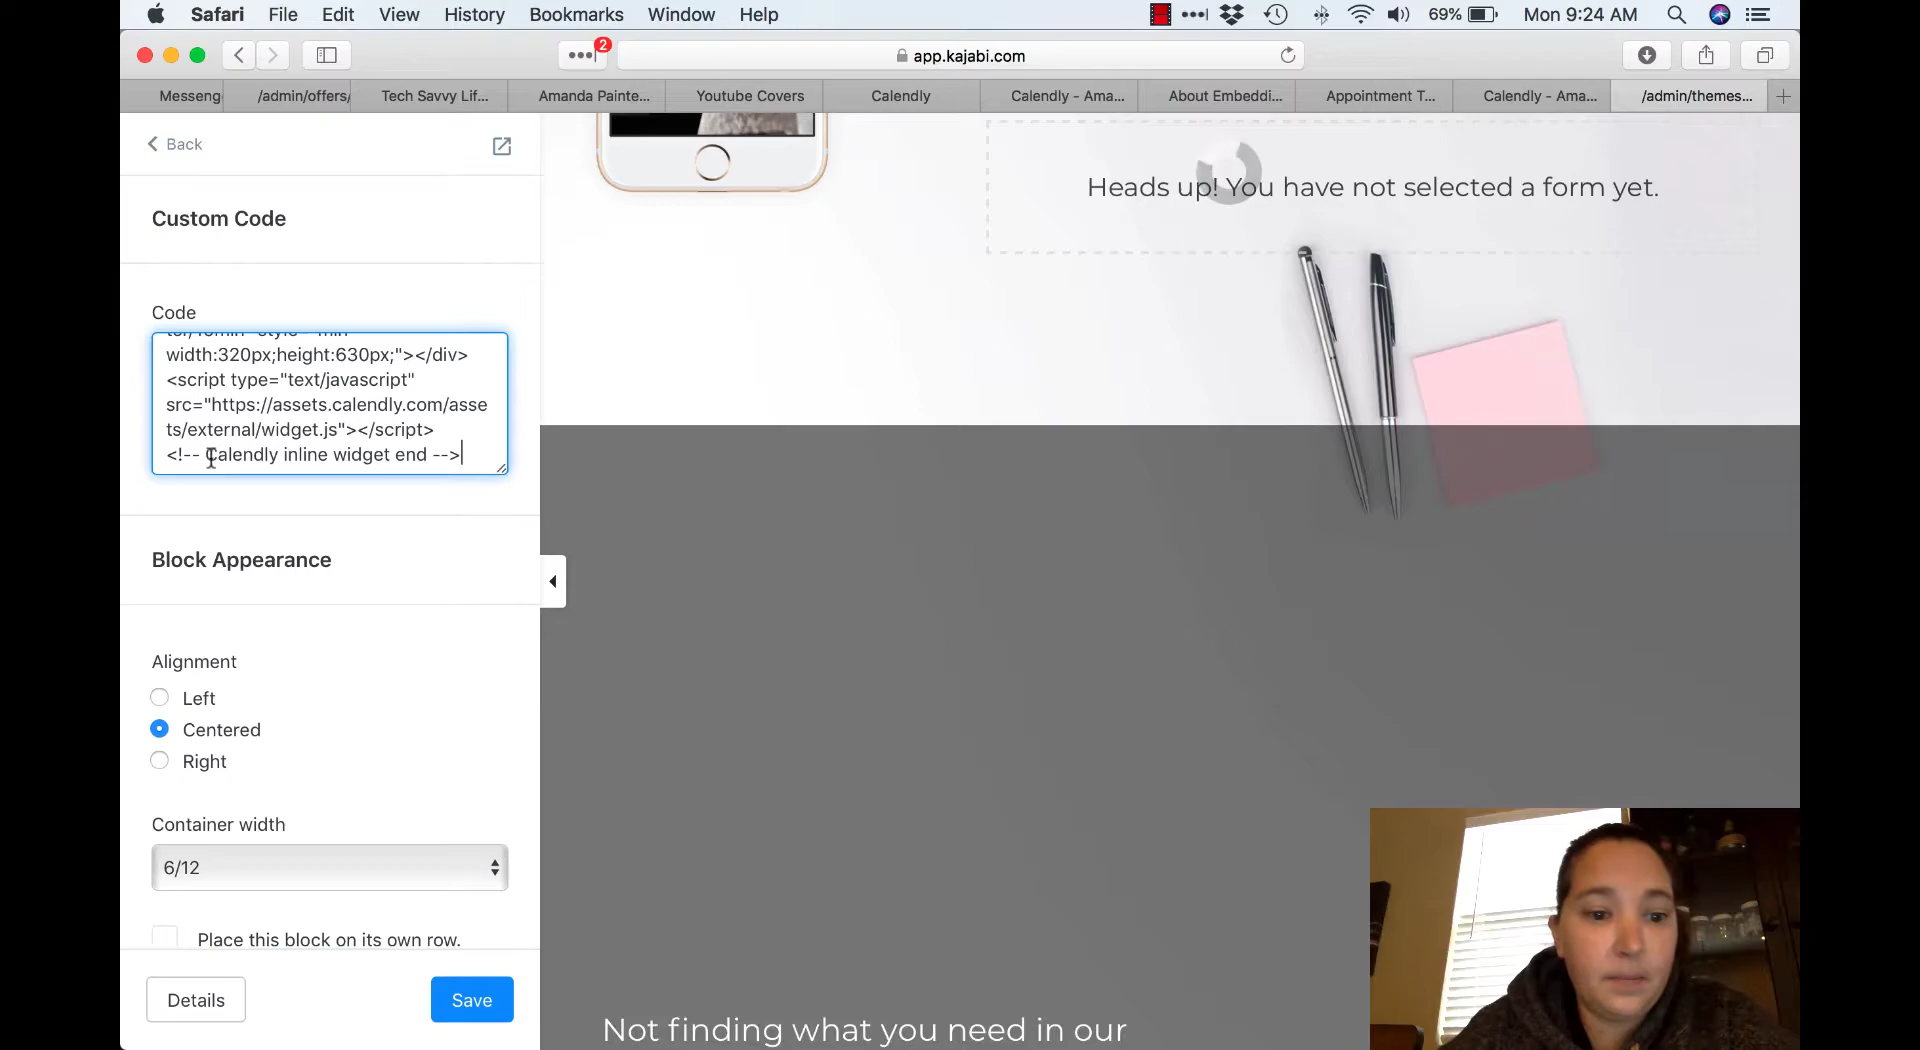 Safari File Edit View History Bookmarks Window Help 69% Mon 9:24 AM
2 app.kajabi.com
Messeng /admin/offers/ Tech Savvy Lif... Amanda Painte... Youtube Covers Calendly Calendly - Ama... About Embeddi... Appointment T... Calendly - Ama... /admin/themes...
Back
Custom Code
Code
width:320px;height:630px;"></div>
<script type="text/javascript"
src="https://assets.calendly.com/asse
ts/external/widget.js"></script>
<!-- Calendly inline widget end -->
Block Appearance
Alignment
Left
Centered
Right
Container width
6/12
Place this block on its own row.
Details Save
Heads up! You have not selected a form yet.
Not finding what you need in our